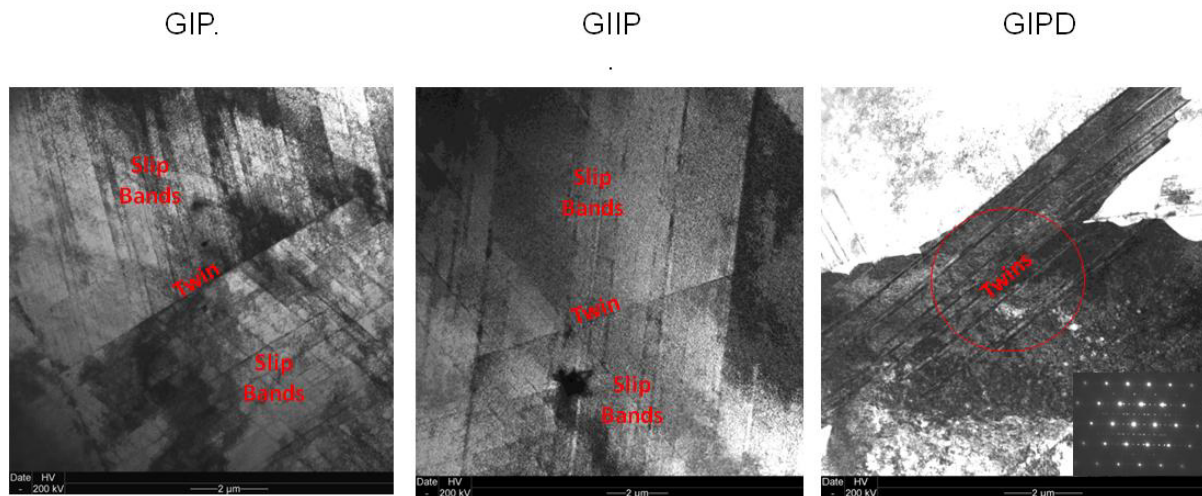 GIP.
GIIP
.
GIPD
Slip
Bands
Twin
Slip
Bands
Date HV
- 200 kV 2 µm
Slip
Bands
Twin
Slip
Bands
Date HV
- 200 kV 2 µm
Twins
Date HV
- 200 kV 2 µm